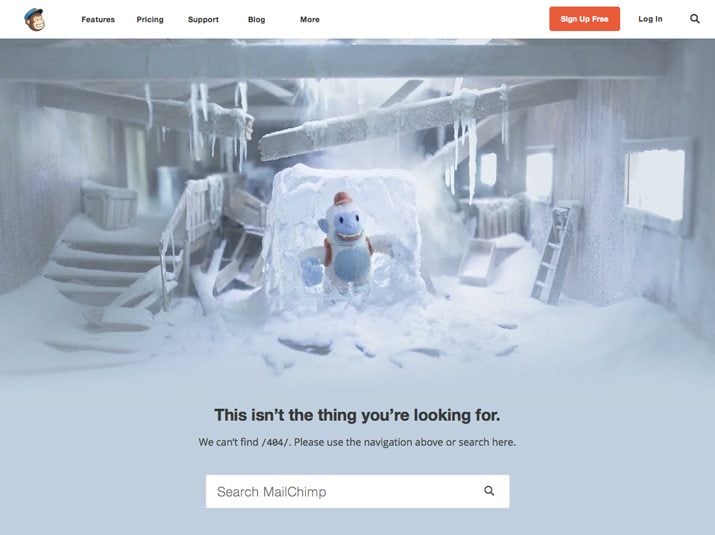 Features Pricing Support Blog More Sign Up Free Log In
This isn’t the thing you’re looking for.
We can’t find /404/. Please use the navigation above or search here.
Search MailChimp